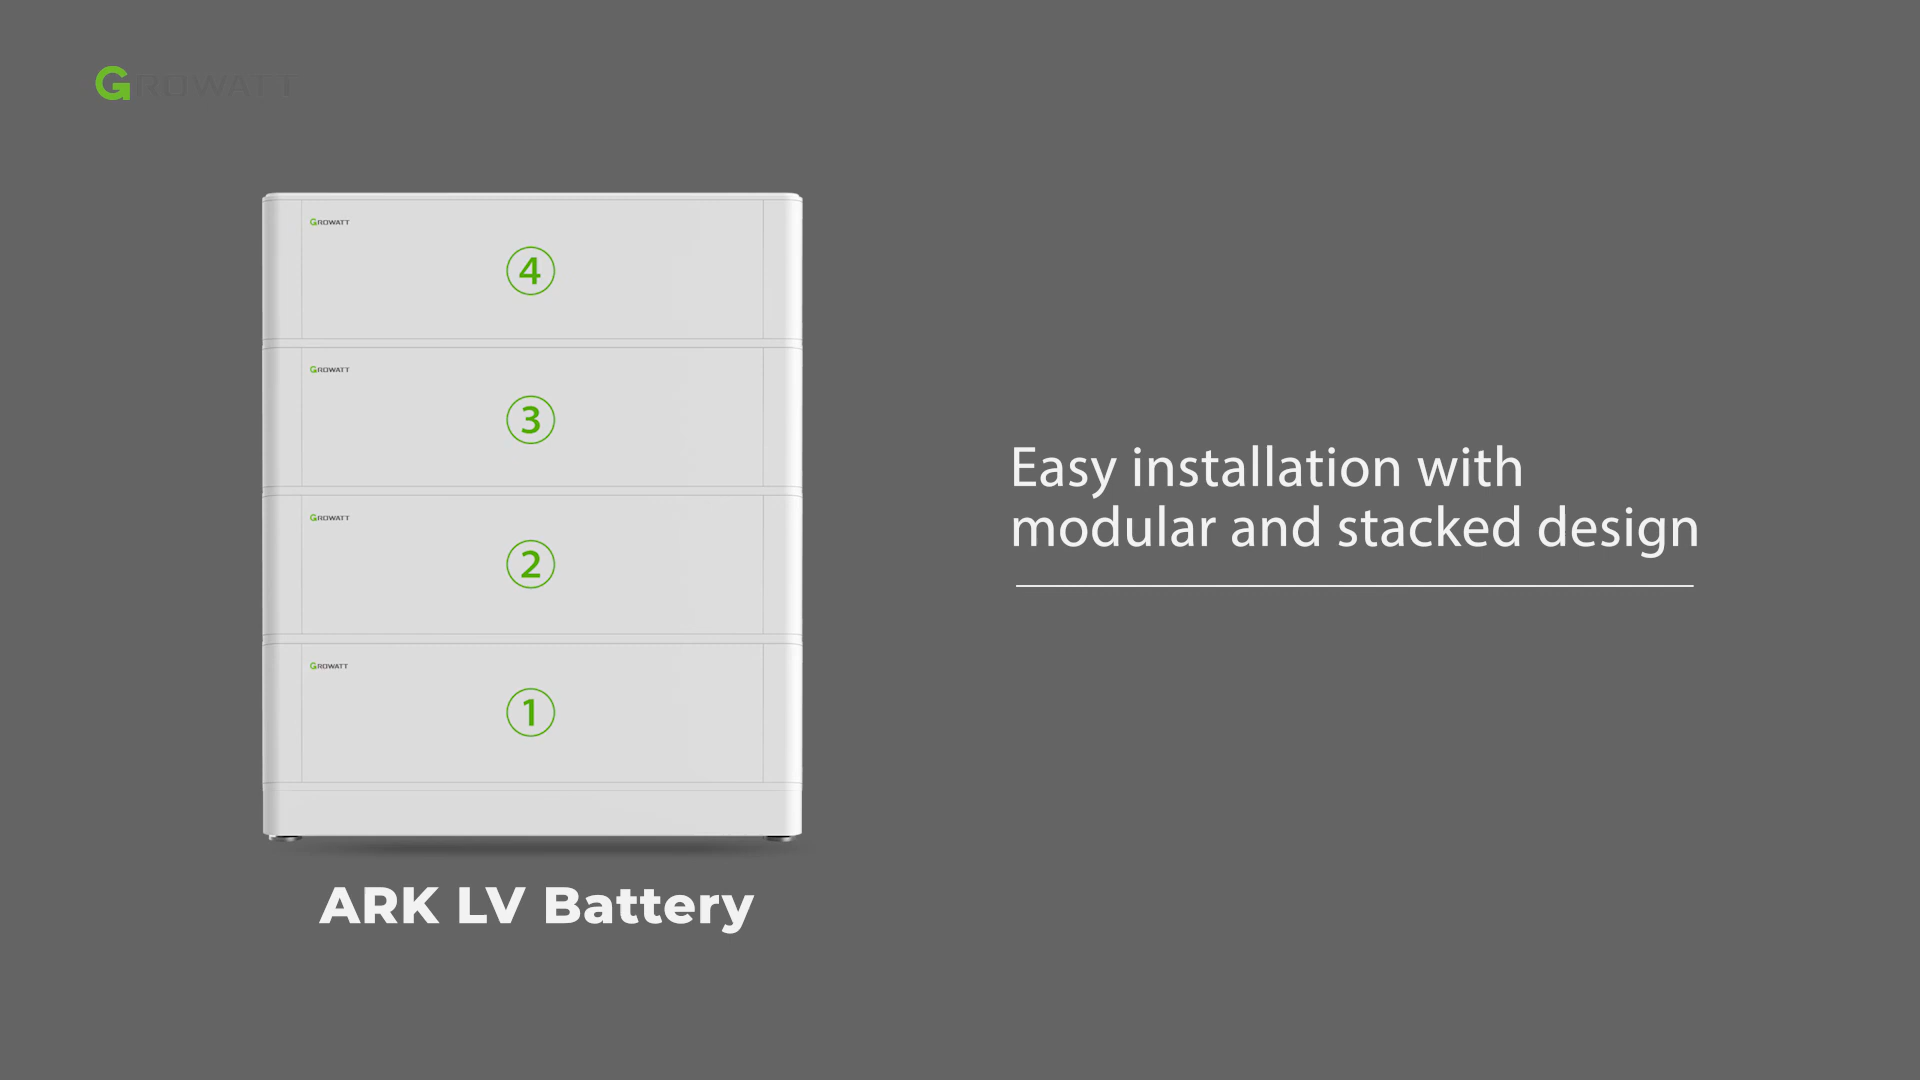 GROWATT
GROWATT
4
GROWATT
3
GROWATT
2
GROWATT
1
ARK LV Battery
Easy installation with
modular and stacked design